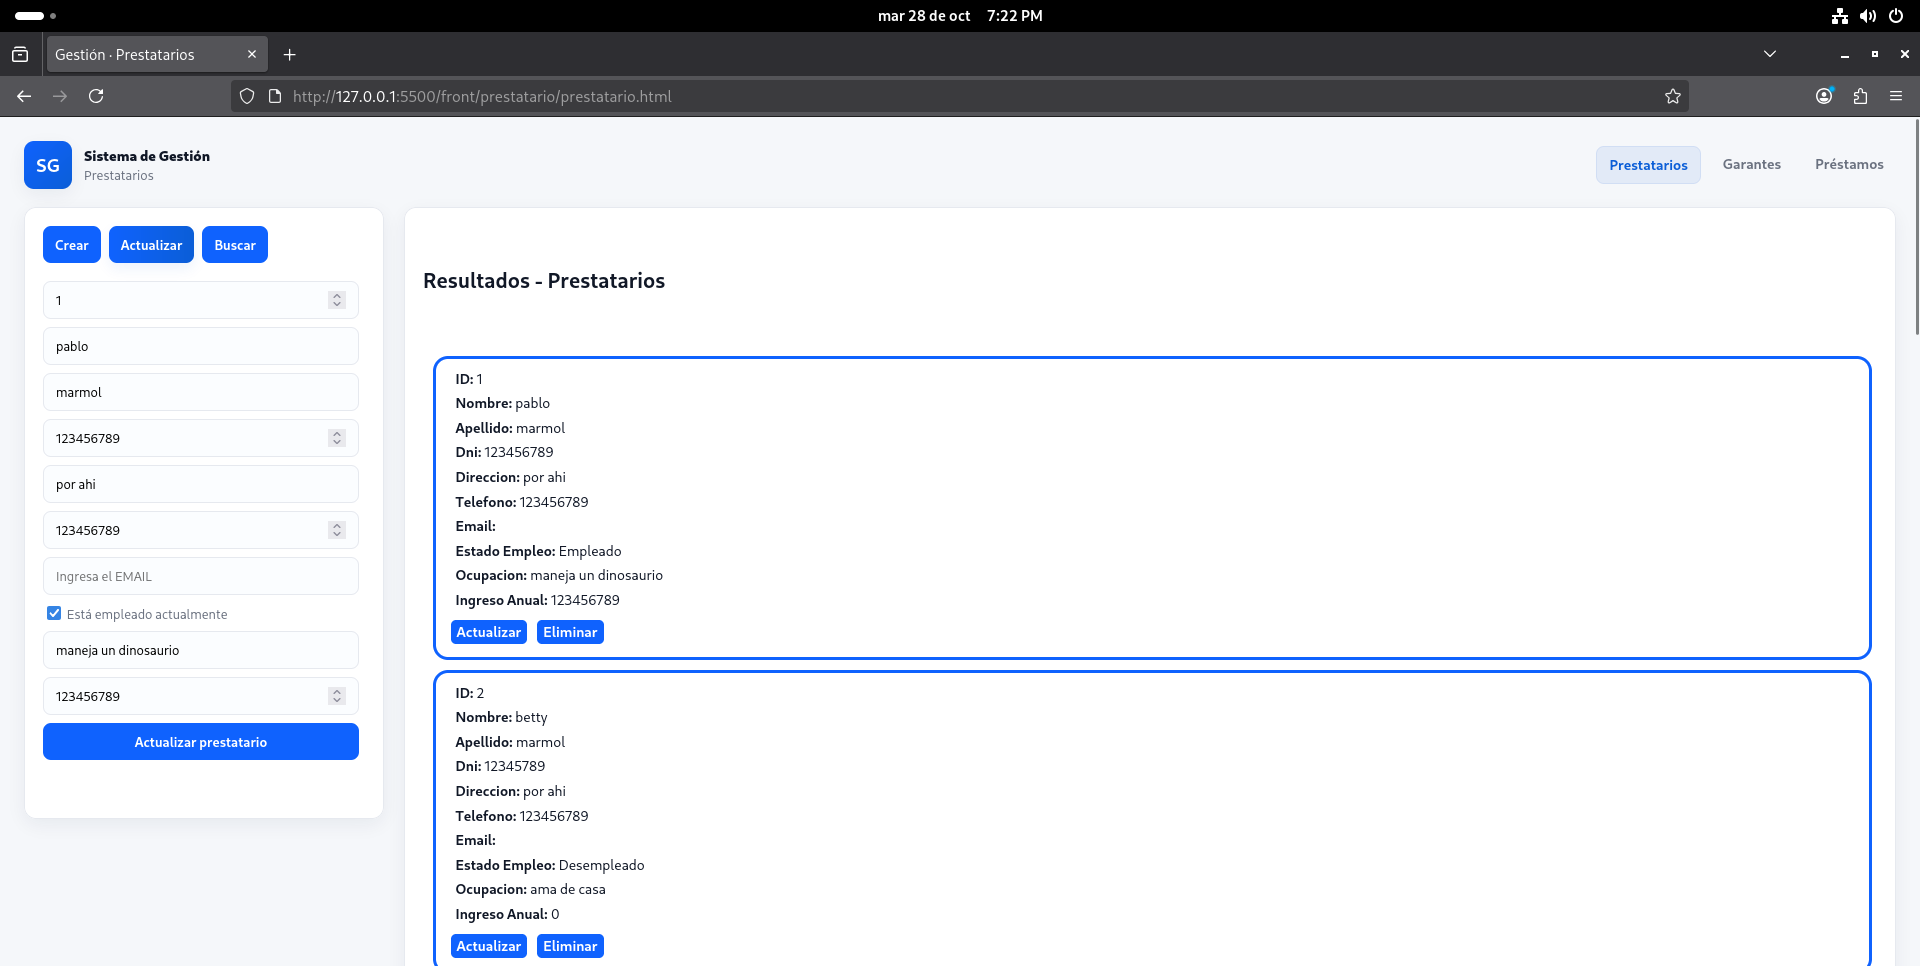 mar 28 de oct 7:22 PM
Gestión · Prestatarios
http://127.0.0.1:5500/front/prestatario/prestatario.html
SG
Sistema de Gestión
Prestatarios
Prestatarios Garantes Préstamos
Crear Actualizar Buscar
1
pablo
marmol
123456789
por ahi
123456789
Ingresa el EMAIL
Está empleado actualmente
maneja un dinosaurio
123456789
Actualizar prestatario
Resultados - Prestatarios
ID: 1
Nombre: pablo
Apellido: marmol
Dni: 123456789
Direccion: por ahi
Telefono: 123456789
Email:
Estado Empleo: Empleado
Ocupacion: maneja un dinosaurio
Ingreso Anual: 123456789
Actualizar Eliminar
ID: 2
Nombre: betty
Apellido: marmol
Dni: 12345789
Direccion: por ahi
Telefono: 123456789
Email:
Estado Empleo: Desempleado
Ocupacion: ama de casa
Ingreso Anual: 0
Actualizar Eliminar